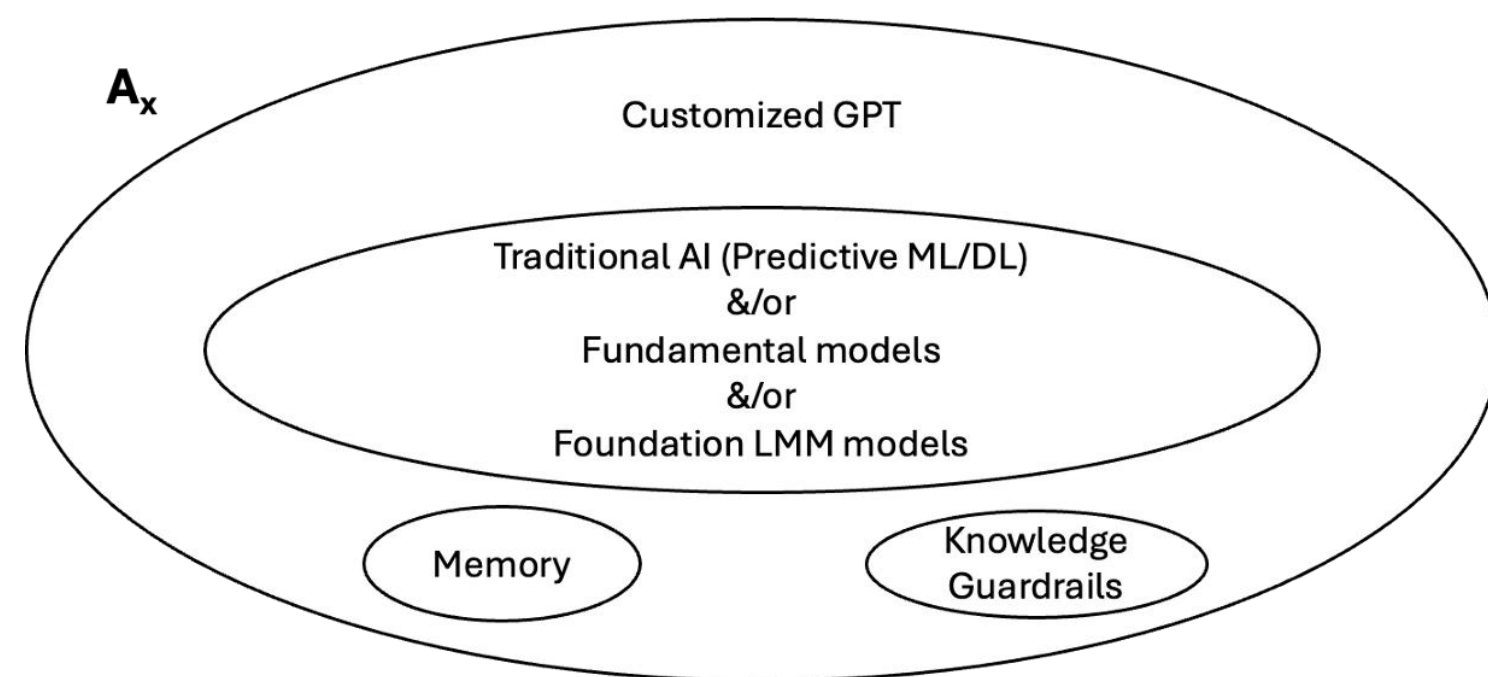 Aₓ
Customized GPT
Traditional AI (Predictive ML/DL)
&/or
Fundamental models
&/or
Foundation LMM models
Memory
Knowledge
Guardrails